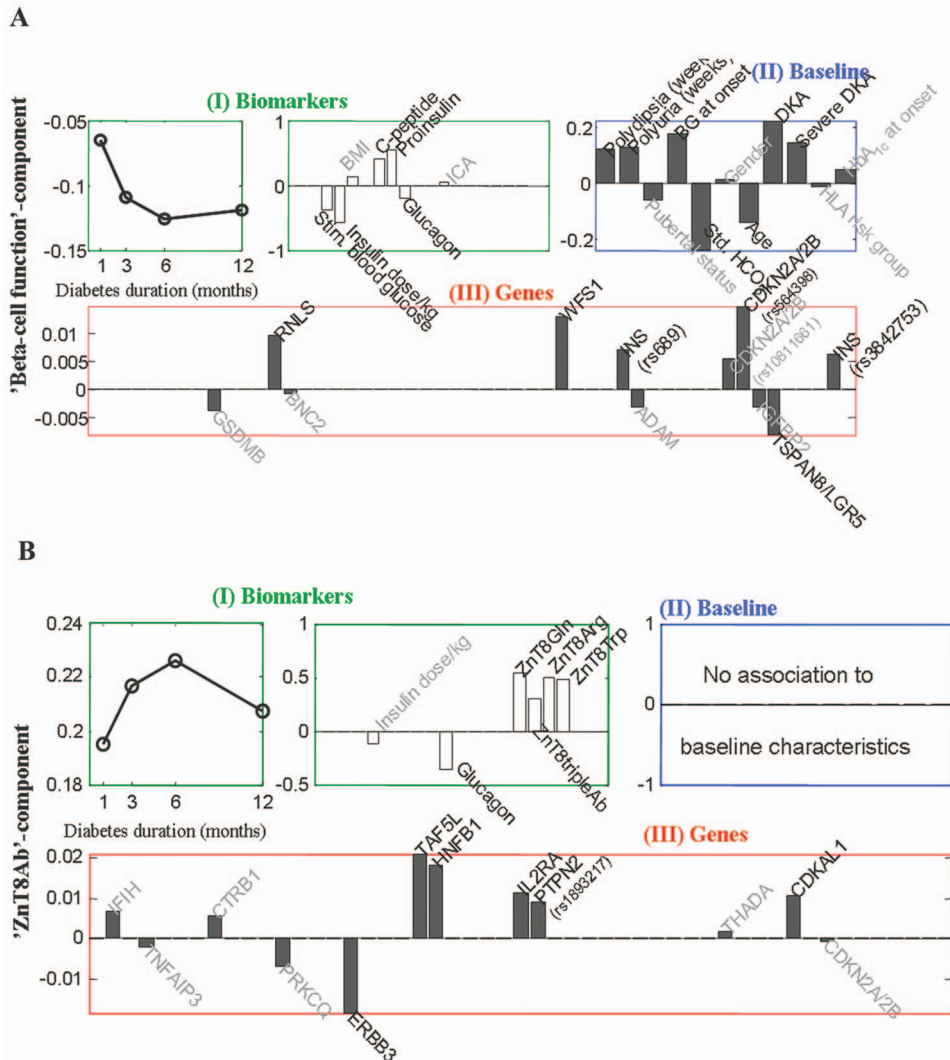 A
(I) Biomarkers
(II) Baseline
'Beta-cell function'-component
-0.05
-0.1
-0.15
1 3 6 12
Diabetes duration (months)
1
0
-1
Stim. blood glucose
Insulin dose/kg
BMI
C-peptide
Proinsulin
Glucagon
ICA
0.2
0
-0.2
Polydipsia (week
Polyuria (weeks)
Pubertal status
BG at onset
Std. HCO
Gender
Age
DKA
Severe DKA
HLA risk group
HbA1c at onset
(III) Genes
0.01
0.005
0
-0.005
GSDMB
RNLS
BNC2
WFS1
INS
(rs689)
ADAM
CDKN2A/2B
(rs10811661)
CDKN2A/2B
(rs564398)
IGFBP2
TSPAN8/LGR5
INS
(rs3842753)
B
(I) Biomarkers
(II) Baseline
'ZnT8Ab'-component
0.24
0.22
0.2
0.18
1 3 6 12
Diabetes duration (months)
1
0.5
0
-0.5
Insulin dose/kg
Glucagon
ZnT8Gln
ZnT8tripleAb
ZnT8Arg
ZnT8Trp
1
0
-1
No association to
baseline characteristics
(III) Genes
0.02
0.01
0
-0.01
IFIH
TNFAIP3
CTRB1
PRKCQ
ERBB3
TAF5L
HNFB1
IL2RA
PTPN2
(rs1893217)
THADA
CDKAL1
CDKN2A/2B